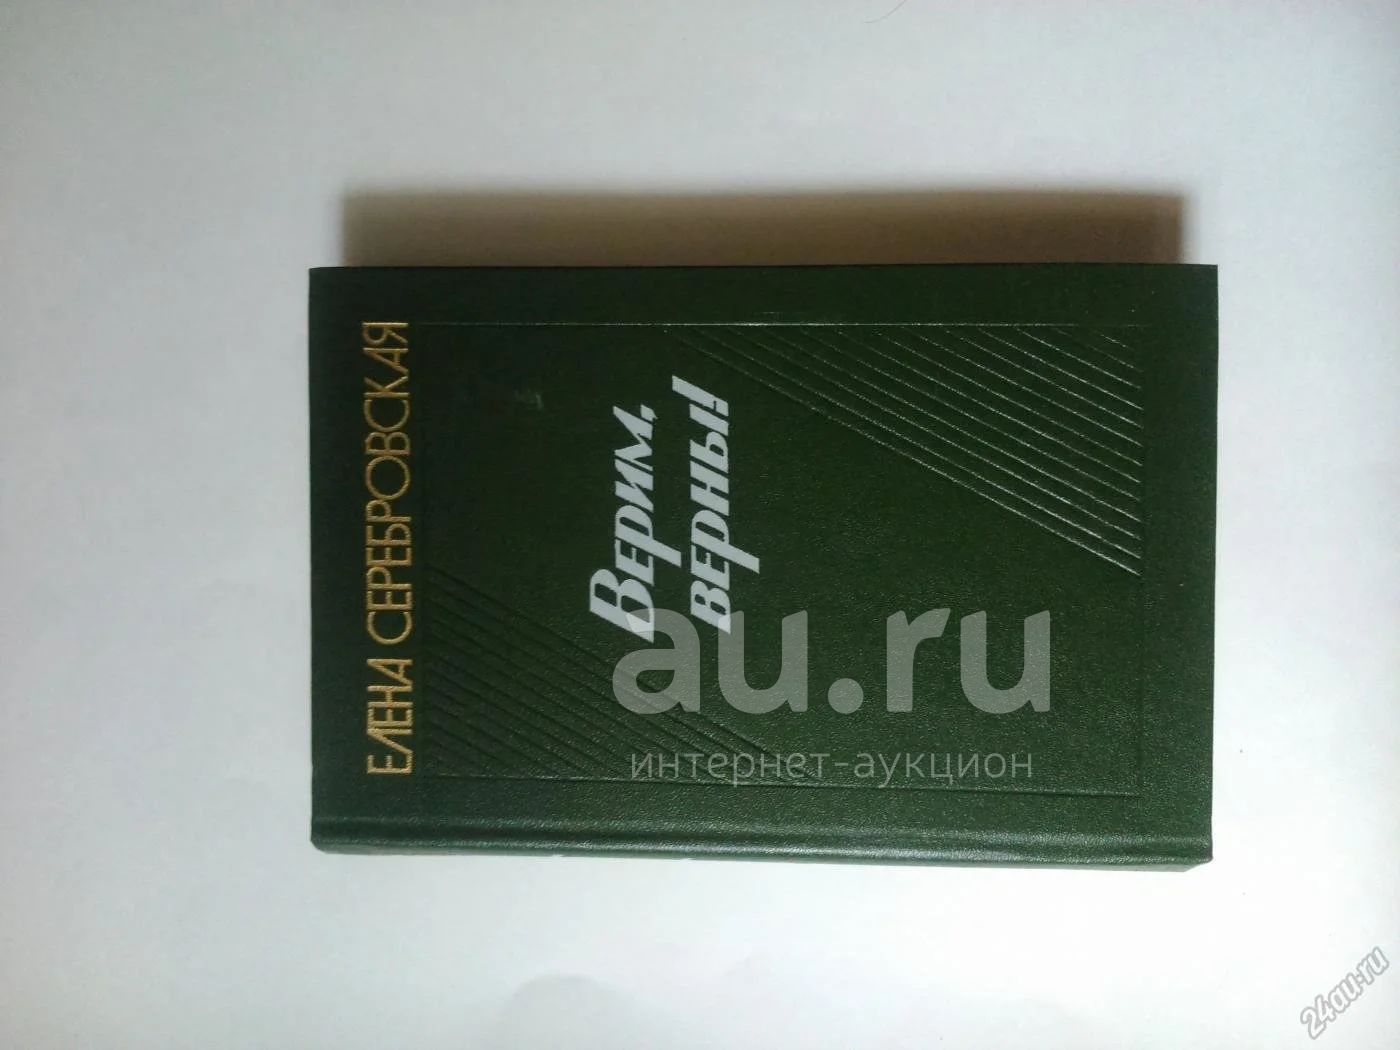 ЕЛЕНА СЕРЕБРОВСКАЯ
Верим,
верны!
au.ru
интернет-аукцион
24au.ru